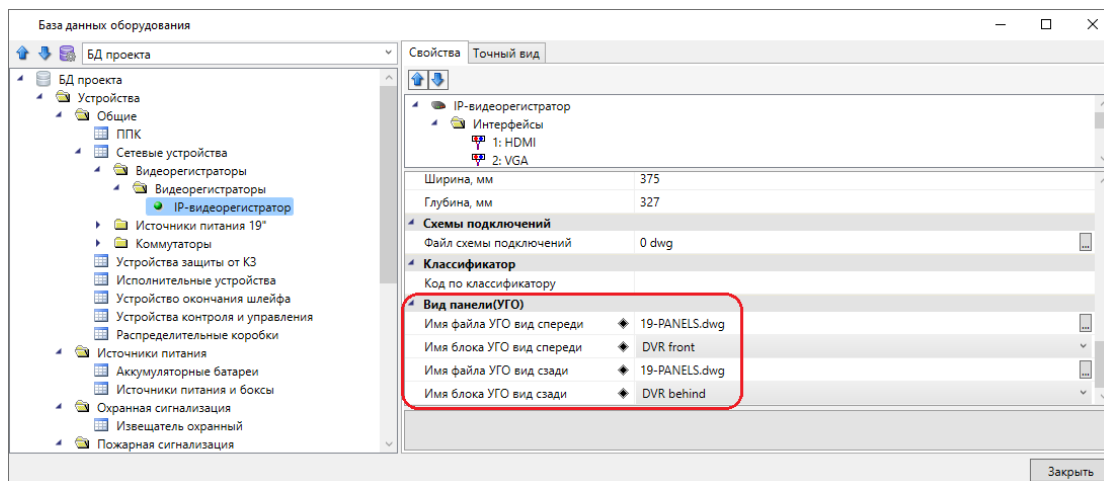 База данных оборудования
БД проекта
БД проекта
Устройства
Общие
ППК
Сетевые устройства
Видеорегистраторы
Видеорегистраторы
IP-видеорегистратор
Источники питания 19"
Коммутаторы
Устройства защиты от КЗ
Исполнительные устройства
Устройство окончания шлейфа
Устройства контроля и управления
Распределительные коробки
Источники питания
Аккумуляторные батареи
Источники питания и боксы
Охранная сигнализация
Извещатель охранный
Пожарная сигнализация
Свойства Точный вид
IP-видеорегистратор
Интерфейсы
1: HDMI
2: VGA
Ширина, мм 375
Глубина, мм 327
Схемы подключений
Файл схемы подключений 0 dwg
Классификатор
Код по классификатору
Вид панели(УГО)
Имя файла УГО вид спереди 19-PANELS.dwg
Имя блока УГО вид спереди DVR front
Имя файла УГО вид сзади 19-PANELS.dwg
Имя блока УГО вид сзади DVR behind
Закрыть